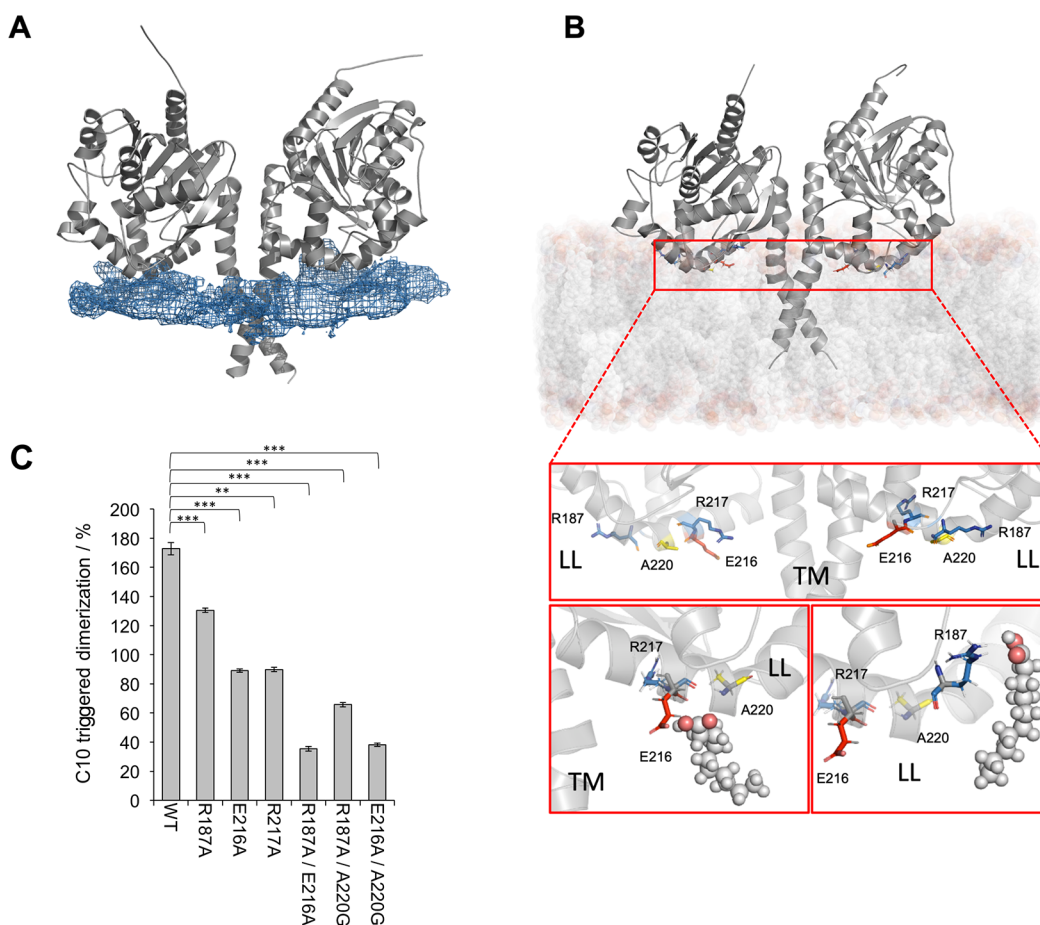 A
B
R217
R217
R187
R187
A220
E216
E216
A220
LL
TM
LL
R217
LL
A220
E216
TM
R187
R217
A220
E216
LL
C
***
***
***
**
***
***
C10 triggered dimerization / %
200
180
160
140
120
100
80
60
40
20
0
WT
R187A
E216A
R217A
R187A / E216A
R187A / A220G
E216A / A220G